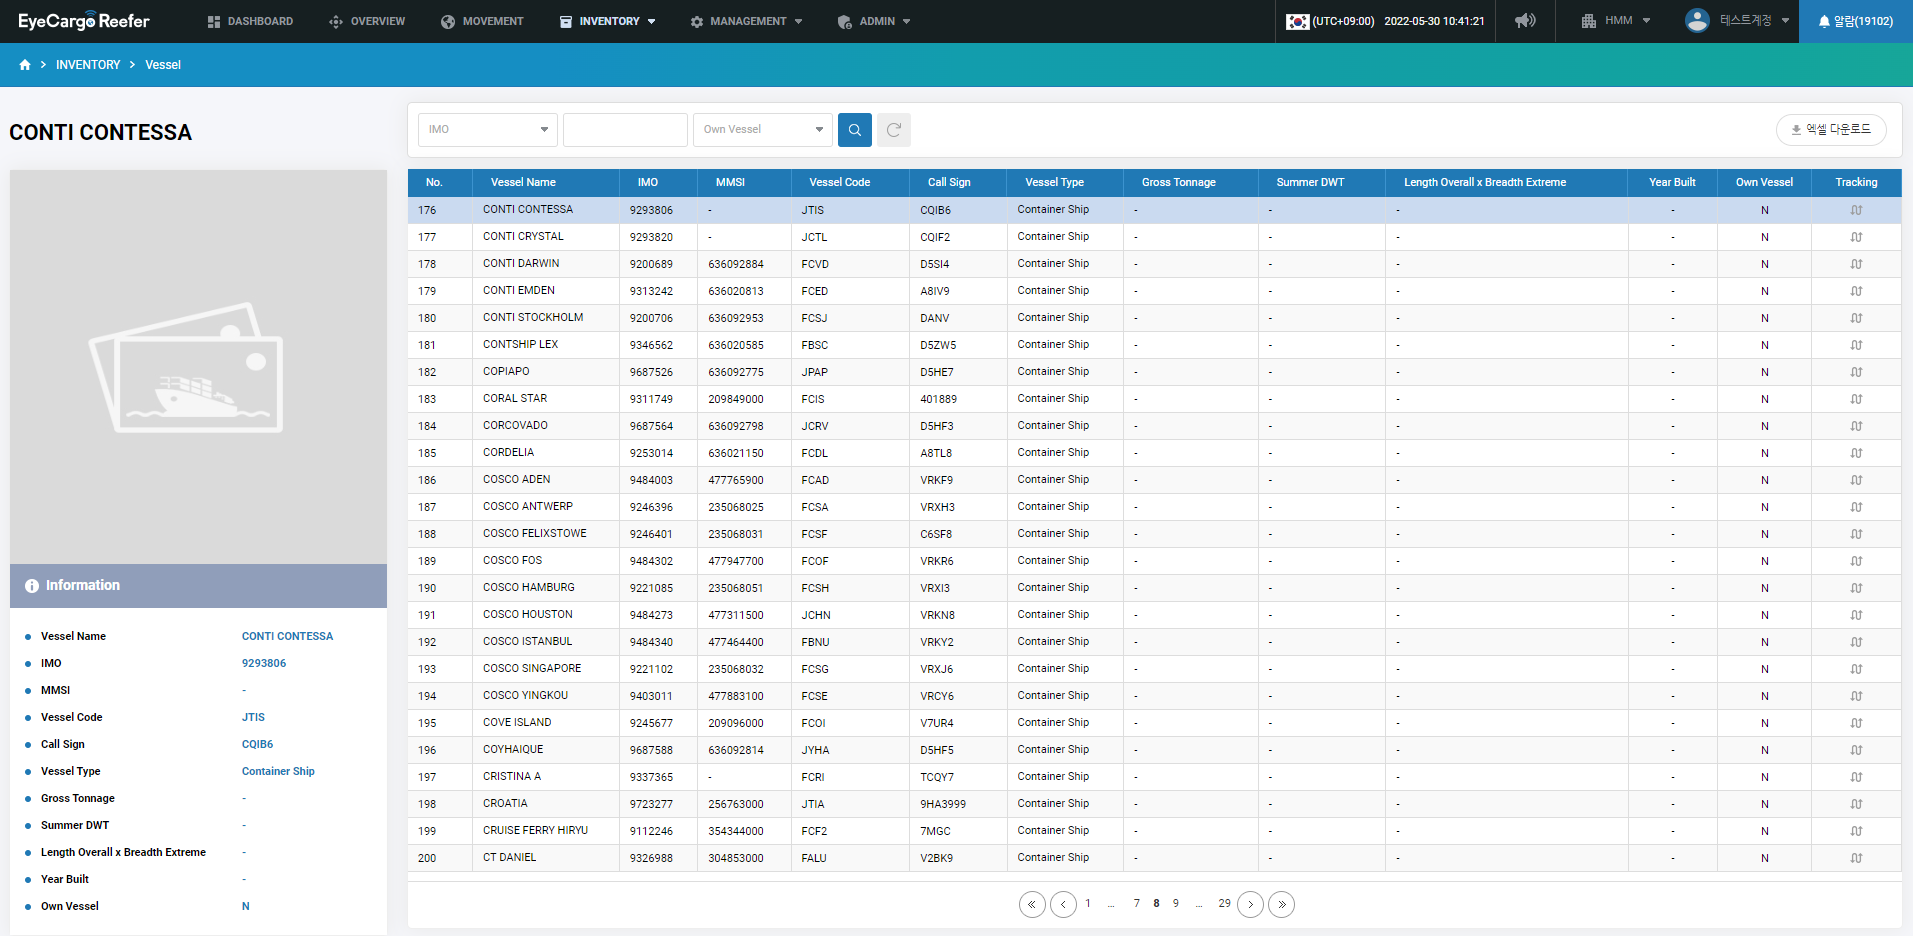 EyeCargo Reefer DASHBOARD OVERVIEW MOVEMENT INVENTORY MANAGEMENT ADMIN (UTC+09:00) 2022-05-30 10:41:21 HMM 테스트계정 알람(19102)
> INVENTORY > Vessel
CONTI CONTESSA
IMO Own Vessel 엑셀 다운로드
No. Vessel Name IMO MMSI Vessel Code Call Sign Vessel Type Gross Tonnage Summer DWT Length Overall x Breadth Extreme Year Built Own Vessel Tracking
176 CONTI CONTESSA 9293806 - JTIS CQIB6 Container Ship - - - - N
177 CONTI CRYSTAL 9293820 - JCTL CQIF2 Container Ship - - - - N
178 CONTI DARWIN 9200689 636092884 FCVD D5SI4 Container Ship - - - - N
179 CONTI EMDEN 9313242 636020813 FCED A8IV9 Container Ship - - - - N
180 CONTI STOCKHOLM 9200706 636092953 FCSJ DANV Container Ship - - - - N
181 CONTSHIP LEX 9346562 636020585 FBSC D5ZW5 Container Ship - - - - N
182 COPIAPO 9687526 636092775 JPAP D5HE7 Container Ship - - - - N
183 CORAL STAR 9311749 209849000 FCIS 401889 Container Ship - - - - N
184 CORCOVADO 9687564 636092798 JCRV D5HF3 Container Ship - - - - N
185 CORDELIA 9253014 636021150 FCDL A8TL8 Container Ship - - - - N
186 COSCO ADEN 9484003 477765900 FCAD VRKF9 Container Ship - - - - N
187 COSCO ANTWERP 9246396 235068025 FCSA VRXH3 Container Ship - - - - N
188 COSCO FELIXSTOWE 9246401 235068031 FCSF C6SF8 Container Ship - - - - N
189 COSCO FOS 9484302 477947700 FCOF VRKR6 Container Ship - - - - N
190 COSCO HAMBURG 9221085 235068051 FCSH VRXI3 Container Ship - - - - N
191 COSCO HOUSTON 9484273 477311500 JCHN VRKN8 Container Ship - - - - N
192 COSCO ISTANBUL 9484340 477464400 FBNU VRKY2 Container Ship - - - - N
193 COSCO SINGAPORE 9221102 235068032 FCSG VRXJ6 Container Ship - - - - N
194 COSCO YINGKOU 9403011 477883100 FCSE VRCY6 Container Ship - - - - N
195 COVE ISLAND 9245677 209096000 FCOI V7UR4 Container Ship - - - - N
196 COYHAIQUE 9687588 636092814 JYHA D5HF5 Container Ship - - - - N
197 CRISTINA A 9337365 - FCRI TCQY7 Container Ship - - - - N
198 CROATIA 9723277 256763000 JTIA 9HA3999 Container Ship - - - - N
199 CRUISE FERRY HIRYU 9112246 354344000 FCF2 7MGC Container Ship - - - - N
200 CT DANIEL 9326988 304853000 FALU V2BK9 Container Ship - - - - N
Information
Vessel Name CONTI CONTESSA
IMO 9293806
MMSI -
Vessel Code JTIS
Call Sign CQIB6
Vessel Type Container Ship
Gross Tonnage -
Summer DWT -
Length Overall x Breadth Extreme -
Year Built -
Own Vessel N
« ‹ 1 ... 7 8 9 ... 29 › »